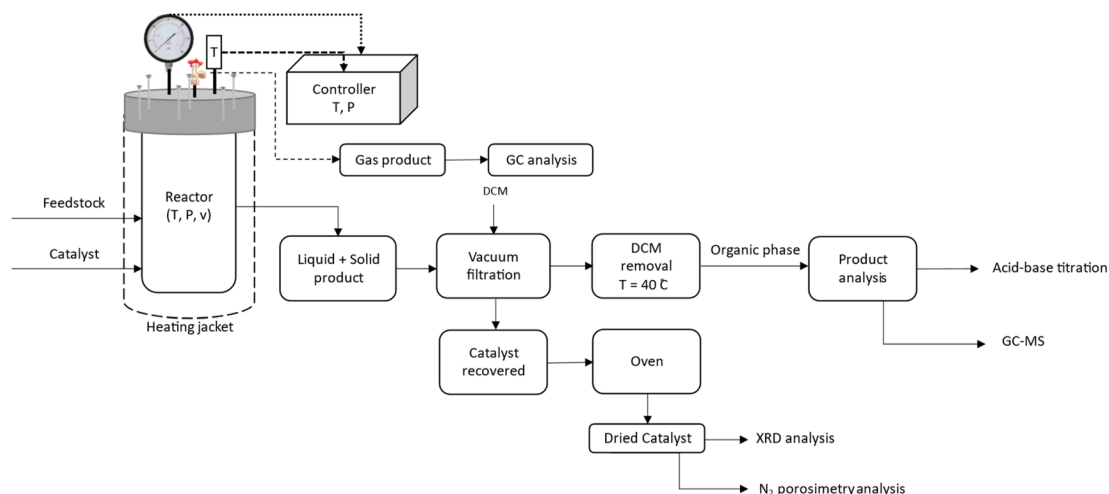 T
Controller
T, P
Gas product
GC analysis
DCM
Reactor
(T, P, v)
Feedstock
Catalyst
Heating jacket
Liquid + Solid
product
Vacuum
filtration
DCM
removal
T = 40 ℃
Organic phase
Product
analysis
Acid-base titration
GC-MS
Catalyst
recovered
Oven
Dried Catalyst
XRD analysis
N₂ porosimetry analysis